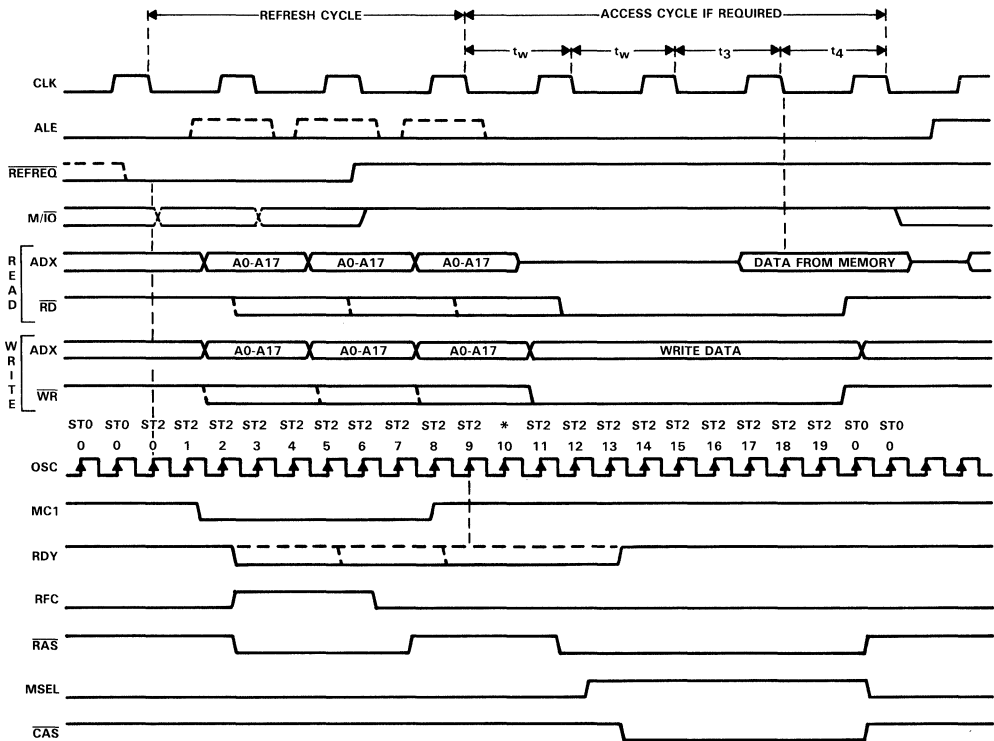 REFRESH CYCLE ACCESS CYCLE IF REQUIRED
tw tw t3 t4
CLK
ALE
REFREQ
M/IO
READ
ADX A0-A17 A0-A17 A0-A17 DATA FROM MEMORY
RD
WRITE
ADX A0-A17 A0-A17 A0-A17 WRITE DATA
WR
ST0 ST0 ST2 ST2 ST2 ST2 ST2 ST2 ST2 ST2 ST2 ST2 * ST2 ST2 ST2 ST2 ST2 ST2 ST2 ST2 ST2 ST0 ST0
0 0 0 1 2 3 4 5 6 7 8 9 10 11 12 13 14 15 16 17 18 19 0 0
OSC
MC1
RDY
RFC
RAS
MSEL
CAS